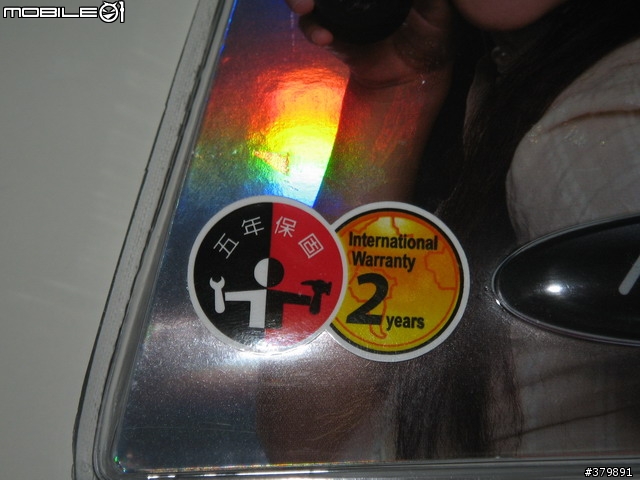 MOBILE01
五年保固
International
Warranty
2
years
#379891